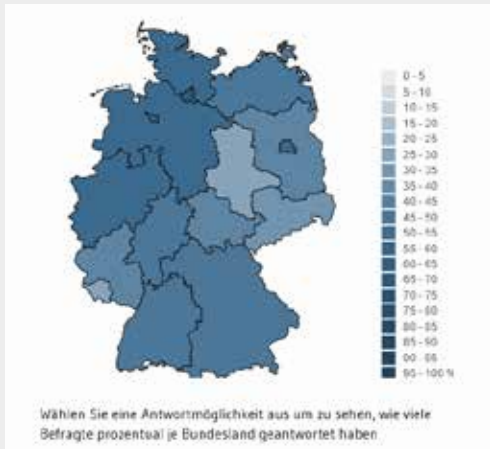 0 - 5
5 - 10
10 - 15
15 - 20
20 - 25
25 - 30
30 - 35
35 - 40
40 - 45
45 - 50
50 - 55
55 - 60
60 - 65
65 - 70
70 - 75
75 - 80
80 - 85
85 - 90
90 - 95
95 - 100 %
Wählen Sie eine Antwortmöglichkeit aus um zu sehen, wie viele
Befragte prozentual je Bundesland geantwortet haben